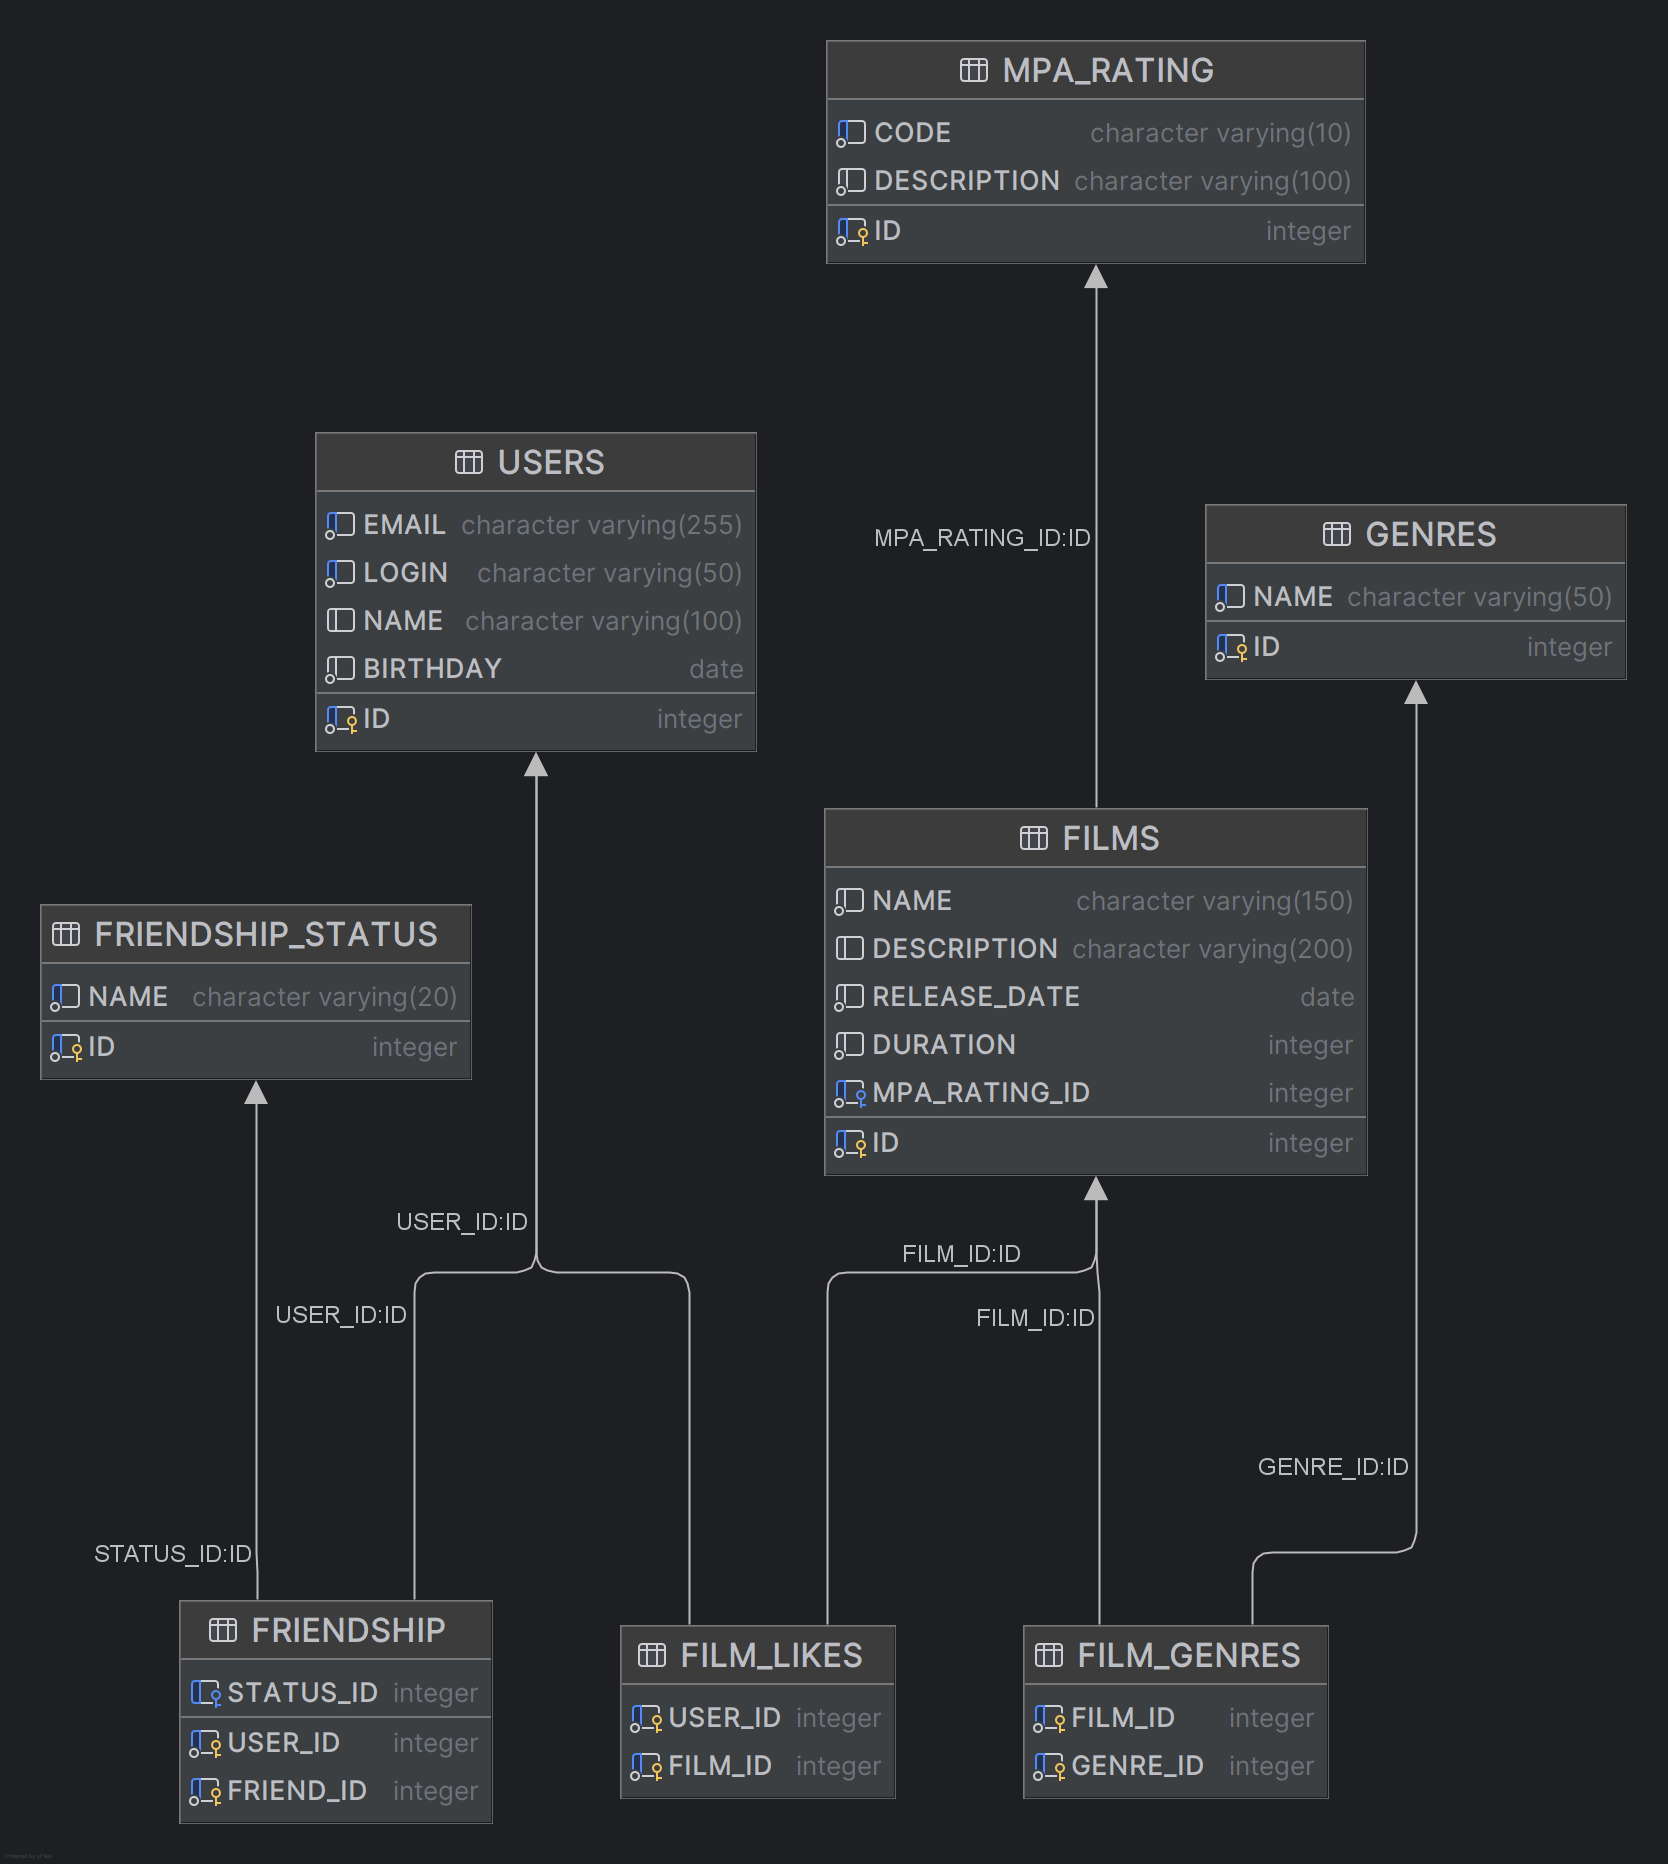 MPA_RATING
CODE character varying(10)
DESCRIPTION character varying(100)
ID integer
USERS
EMAIL character varying(255)
LOGIN character varying(50)
NAME character varying(100)
BIRTHDAY date
ID integer
MPA_RATING_ID:ID
GENRES
NAME character varying(50)
ID integer
FILMS
NAME character varying(150)
DESCRIPTION character varying(200)
RELEASE_DATE date
DURATION integer
MPA_RATING_ID integer
ID integer
FRIENDSHIP_STATUS
NAME character varying(20)
ID integer
USER_ID:ID
FILM_ID:ID
USER_ID:ID
FILM_ID:ID
GENRE_ID:ID
STATUS_ID:ID
FRIENDSHIP
STATUS_ID integer
USER_ID integer
FRIEND_ID integer
FILM_LIKES
USER_ID integer
FILM_ID integer
FILM_GENRES
FILM_ID integer
GENRE_ID integer
Powered by yFiles